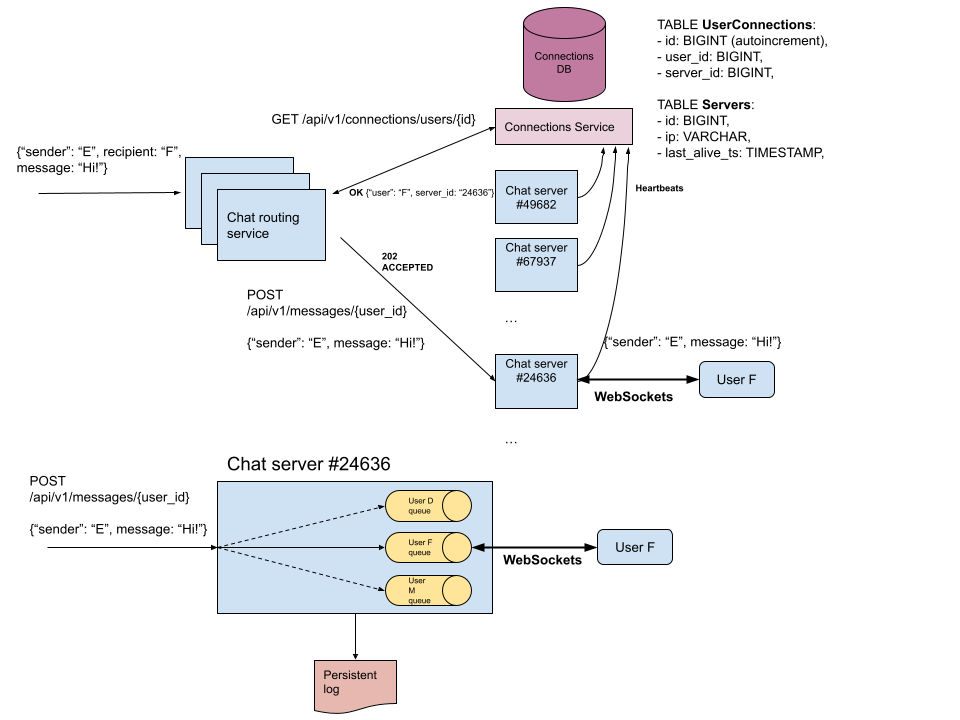 Connections
DB
TABLE UserConnections:
- id: BIGINT (autoincrement),
- user_id: BIGINT,
- server_id: BIGINT,
TABLE Servers:
- id: BIGINT,
- ip: VARCHAR,
- last_alive_ts: TIMESTAMP,
GET /api/v1/connections/users/{id}
Connections Service
{“sender”: “E”, recipient: “F”,
message: “Hi!”}
Chat routing
service
OK {“user”: “F”, server_id: “24636”}
Chat server
#49682
Heartbeats
Chat server
#67937
202
ACCEPTED
POST
/api/v1/messages/{user_id}
{“sender”: “E”, message: “Hi!”}
...
{“sender”: “E”, message: “Hi!”}
Chat server
#24636
User F
WebSockets
...
Chat server #24636
POST
/api/v1/messages/{user_id}
{“sender”: “E”, message: “Hi!”}
User D
queue
User F
queue
User
M
queue
WebSockets
User F
Persistent
log